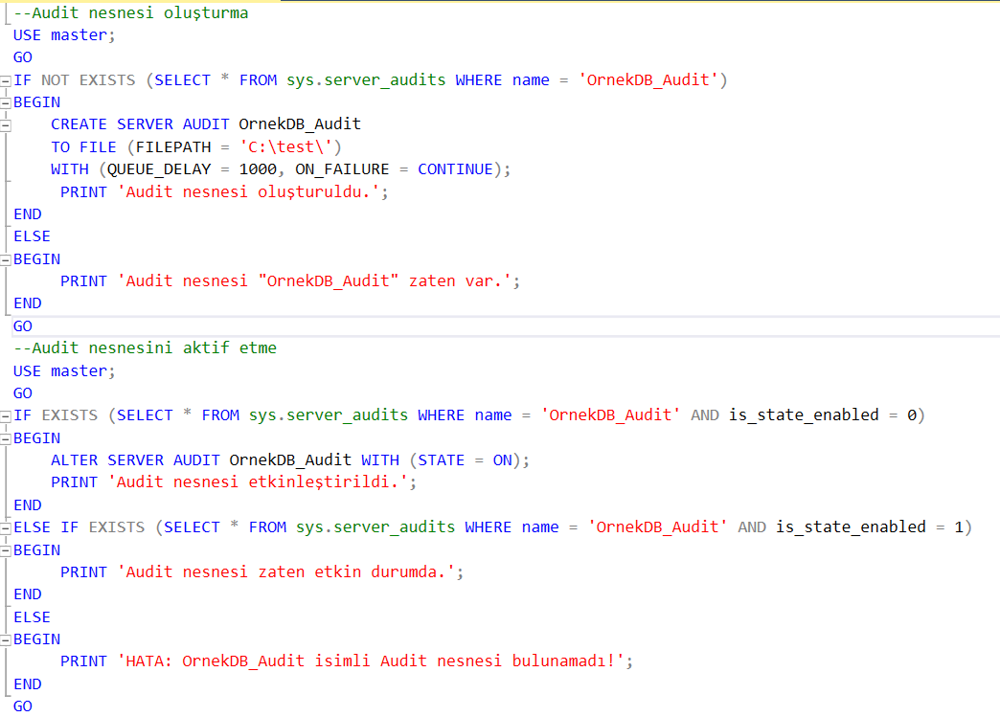 --Audit nesnesi oluşturma
USE master;
GO
IF NOT EXISTS (SELECT * FROM sys.server_audits WHERE name = 'OrnekDB_Audit')
BEGIN
    CREATE SERVER AUDIT OrnekDB_Audit
    TO FILE (FILEPATH = 'C:\test\')
    WITH (QUEUE_DELAY = 1000, ON_FAILURE = CONTINUE);
     PRINT 'Audit nesnesi oluşturuldu.';
END
ELSE
BEGIN
     PRINT 'Audit nesnesi "OrnekDB_Audit" zaten var.';
END
GO
--Audit nesnesini aktif etme
USE master;
GO
IF EXISTS (SELECT * FROM sys.server_audits WHERE name = 'OrnekDB_Audit' AND is_state_enabled = 0)
BEGIN
    ALTER SERVER AUDIT OrnekDB_Audit WITH (STATE = ON);
    PRINT 'Audit nesnesi etkinleştirildi.';
END
ELSE IF EXISTS (SELECT * FROM sys.server_audits WHERE name = 'OrnekDB_Audit' AND is_state_enabled = 1)
BEGIN
     PRINT 'Audit nesnesi zaten etkin durumda.';
END
ELSE
BEGIN
     PRINT 'HATA: OrnekDB_Audit isimli Audit nesnesi bulunamadı!';
END
GO